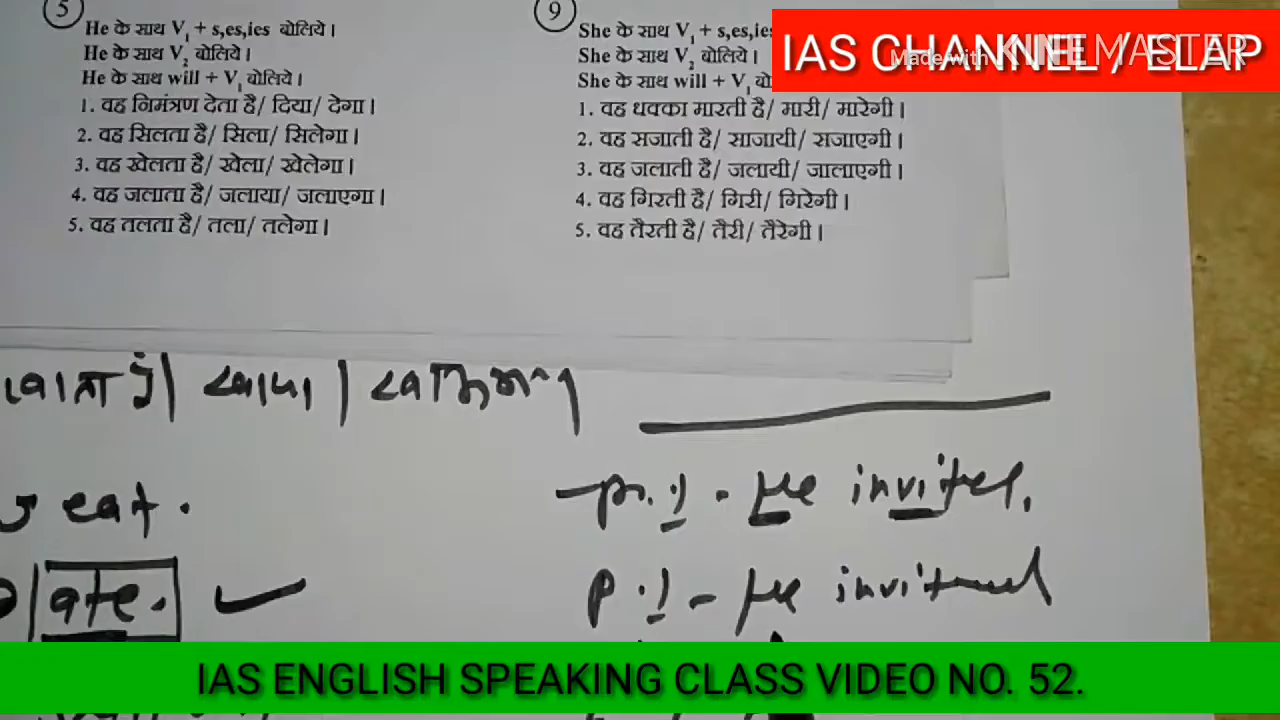 5
He के साथ V1 + s,es,ies बोलिये।
He के साथ V2 बोलिये।
He के साथ will + V1 बोलिये।
1. वह निमंत्रण देता है/ दिया/ देगा।
2. वह सिलता है/ सिला/ सिलेगा।
3. वह खेलता है/ खेला/ खेलेगा।
4. वह जलाता है/ जलाया/ जलाएगा।
5. वह तलता है/ तला/ तलेगा।
9
She के साथ V1 + s,es,ies
She के साथ V2 बोलिये।
She के साथ will + V1
1. वह धक्का मारती है/ मारी/ मारेगी।
2. वह सजाती है/ साजायी/ सजाएगी।
3. वह जलाती है/ जलायी/ जालाएगी।
4. वह गिरती है/ गिरी/ गिरेगी।
5. वह तैरती है/ तैरी/ तैरेगी।
IAS CHANNEL / ELAP
Made with KINEMASTER
eat.
ate.
He
He invited
IAS ENGLISH SPEAKING CLASS VIDEO NO. 52.